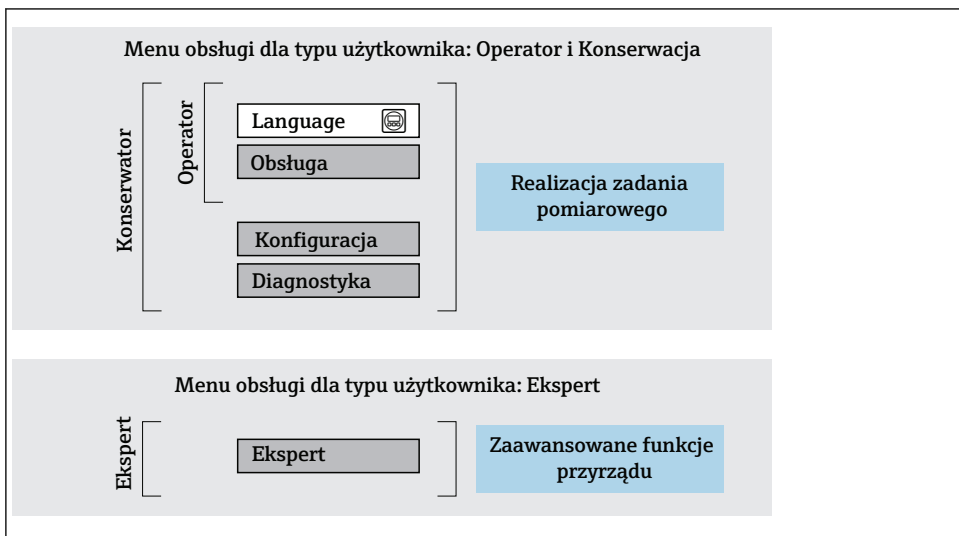 Menu obsługi dla typu użytkownika: Operator i Konserwacja
Konserwator
Operator
Language
Obsługa
Konfiguracja
Diagnostyka
Realizacja zadania
pomiarowego
Menu obsługi dla typu użytkownika: Ekspert
Ekspert
Ekspert
Zaawansowane funkcje
przyrządu